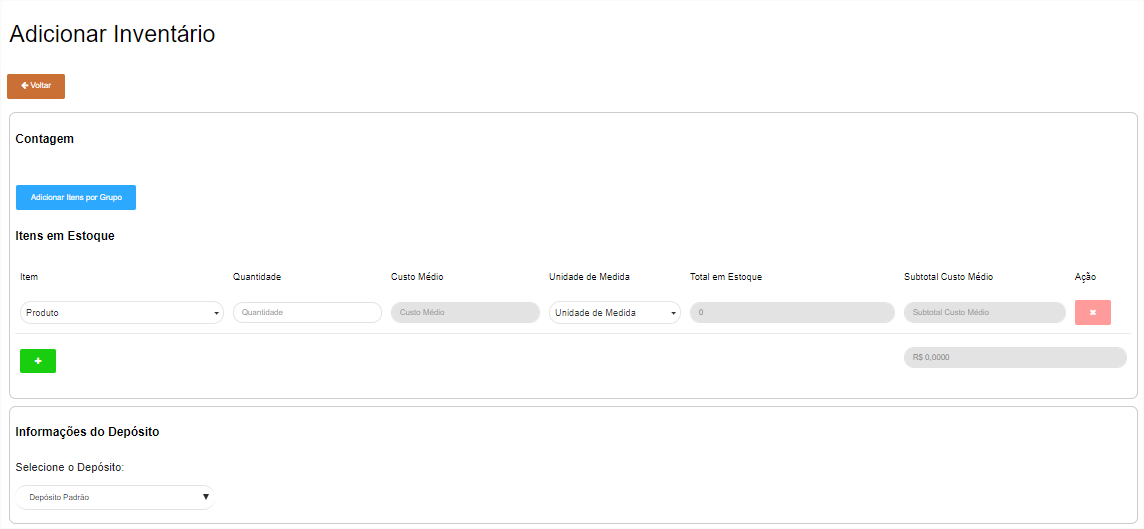 Adicionar Inventário
Voltar
Contagem
Adicionar Itens por Grupo
Itens em Estoque
Item Quantidade Custo Médio Unidade de Medida Total em Estoque Subtotal Custo Médio Ação
Produto Quantidade Custo Médio Unidade de Medida 0 Subtotal Custo Médio
R$ 0,0000
Informações do Depósito
Selecione o Depósito:
Depósito Padrão